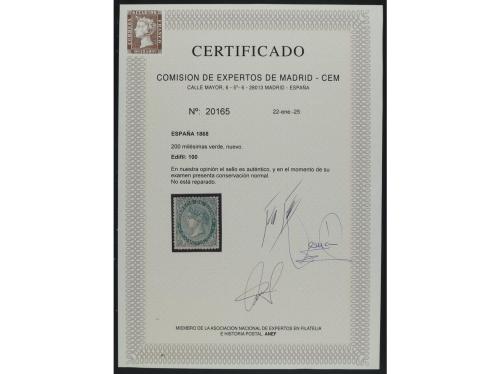 CERTIFICADO
COMISION DE EXPERTOS DE MADRID - CEM
CALLE MAYOR, 6 - 5º- 6 - 28013 MADRID - ESPAÑA
Nº: 20165 22-ene -25
ESPAÑA 1868
200 milésimas verde, nuevo.
Edifil: 100
En nuestra opinión el sello es auténtico, y en el momento de su
examen presenta conservación normal.
No está reparado.
MIEMBRO DE LA ASOCIACIÓN NACIONAL DE EXPERTOS EN FILATELIA
E HISTORIA POSTAL. ANEF